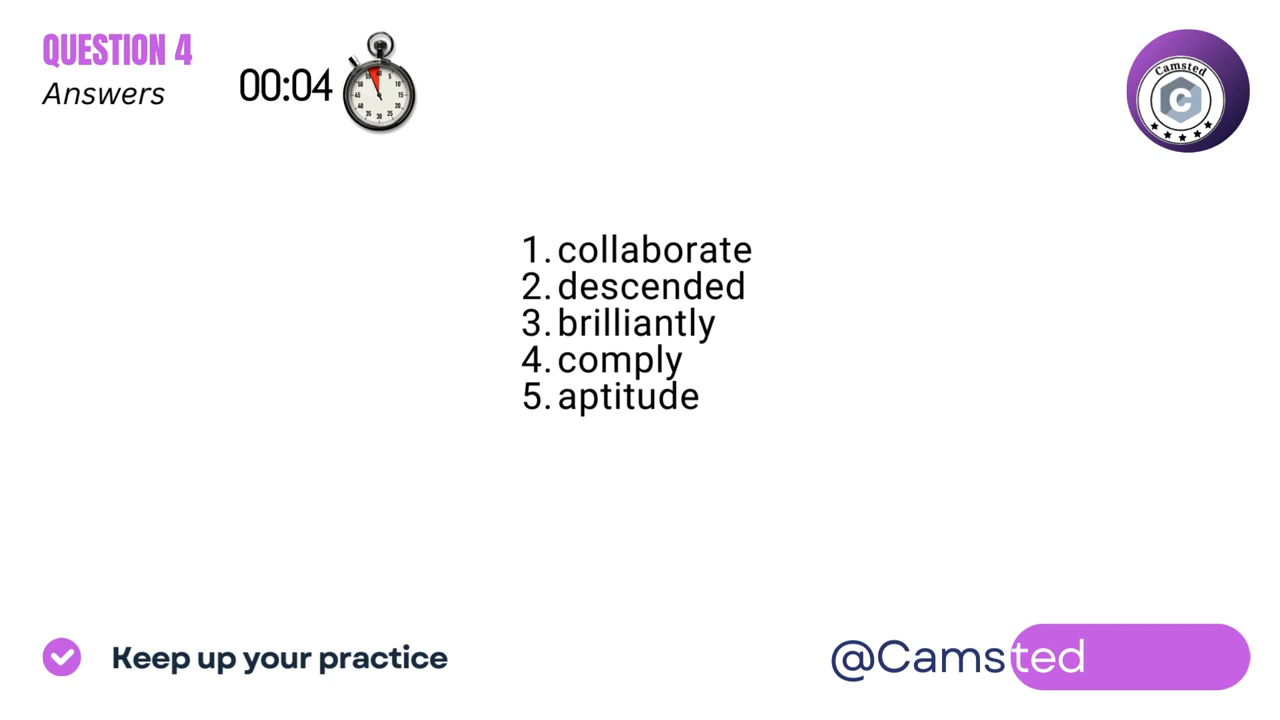 QUESTION 4
Answers
00:04
Camsted
C
1. collaborate
2. descended
3. brilliantly
4. comply
5. aptitude
Keep up your practice
@Camsted